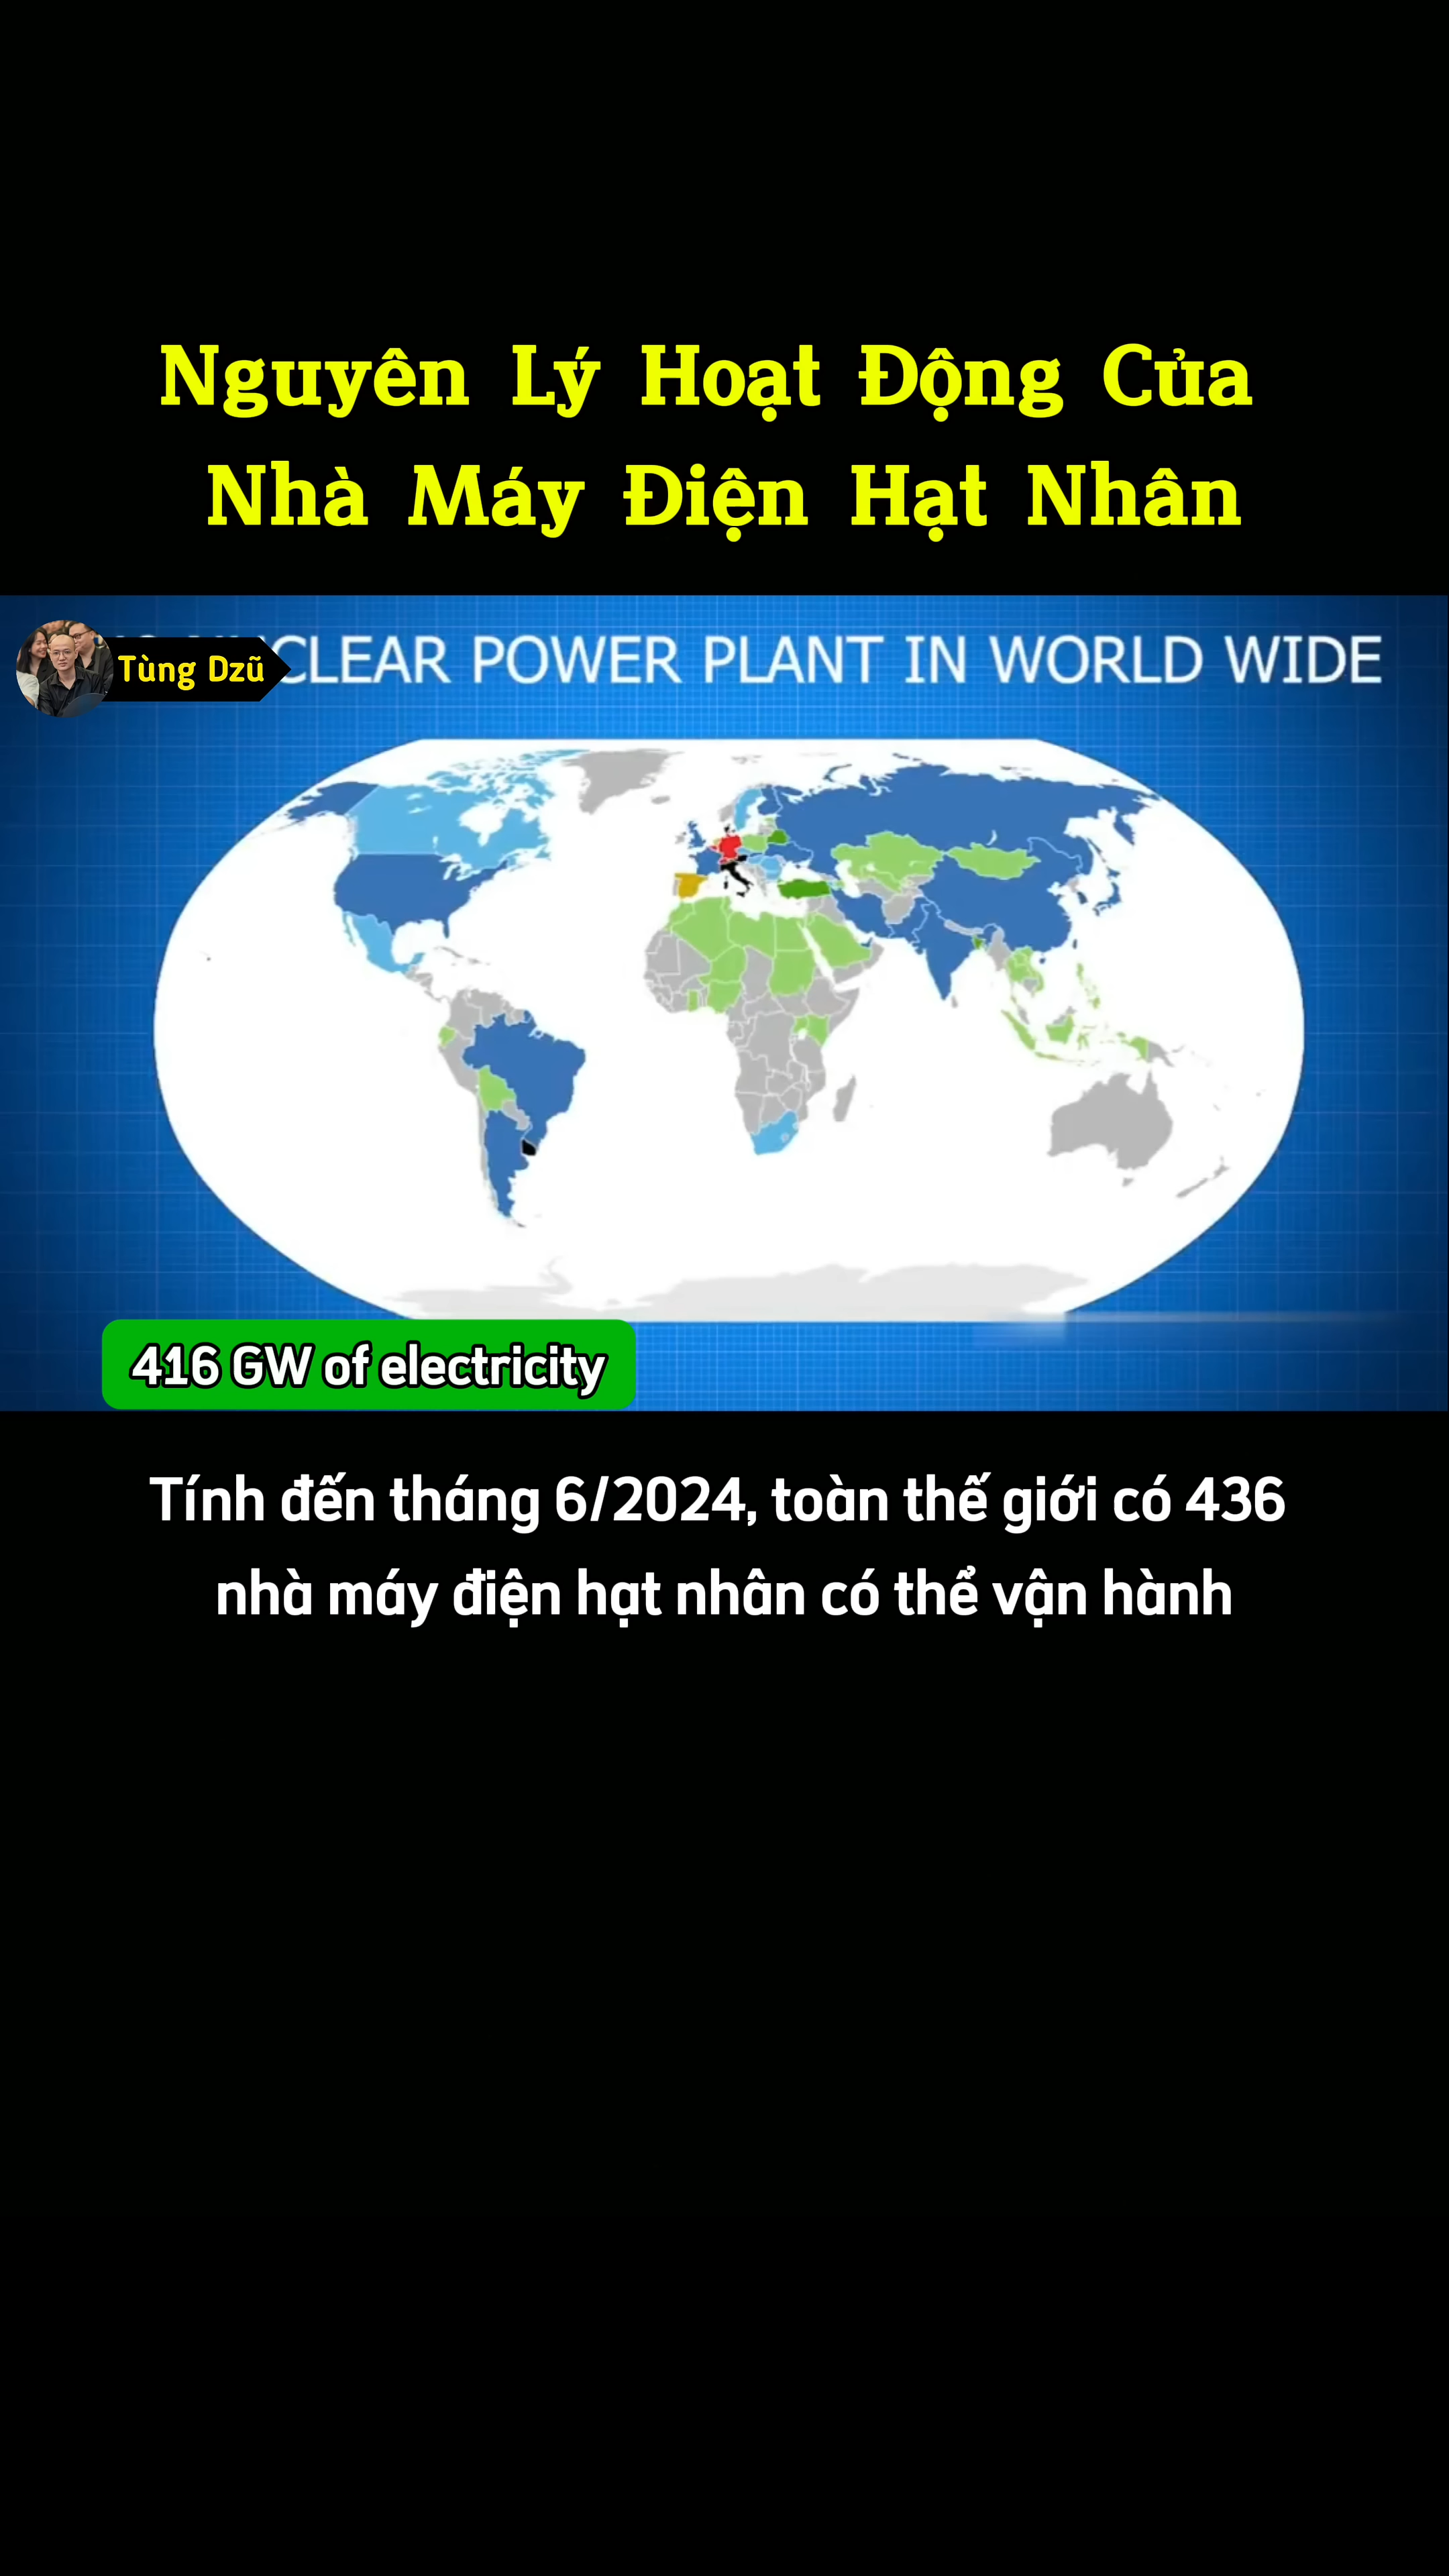 Nguyên Lý Hoạt Động Của
Nhà Máy Điện Hạt Nhân
POWER PLANT IN WORLD WIDE
Tùng Dzũ
416 GW of electricity
Tính đến tháng 6/2024, toàn thế giới có 436
nhà máy điện hạt nhân có thể vận hành